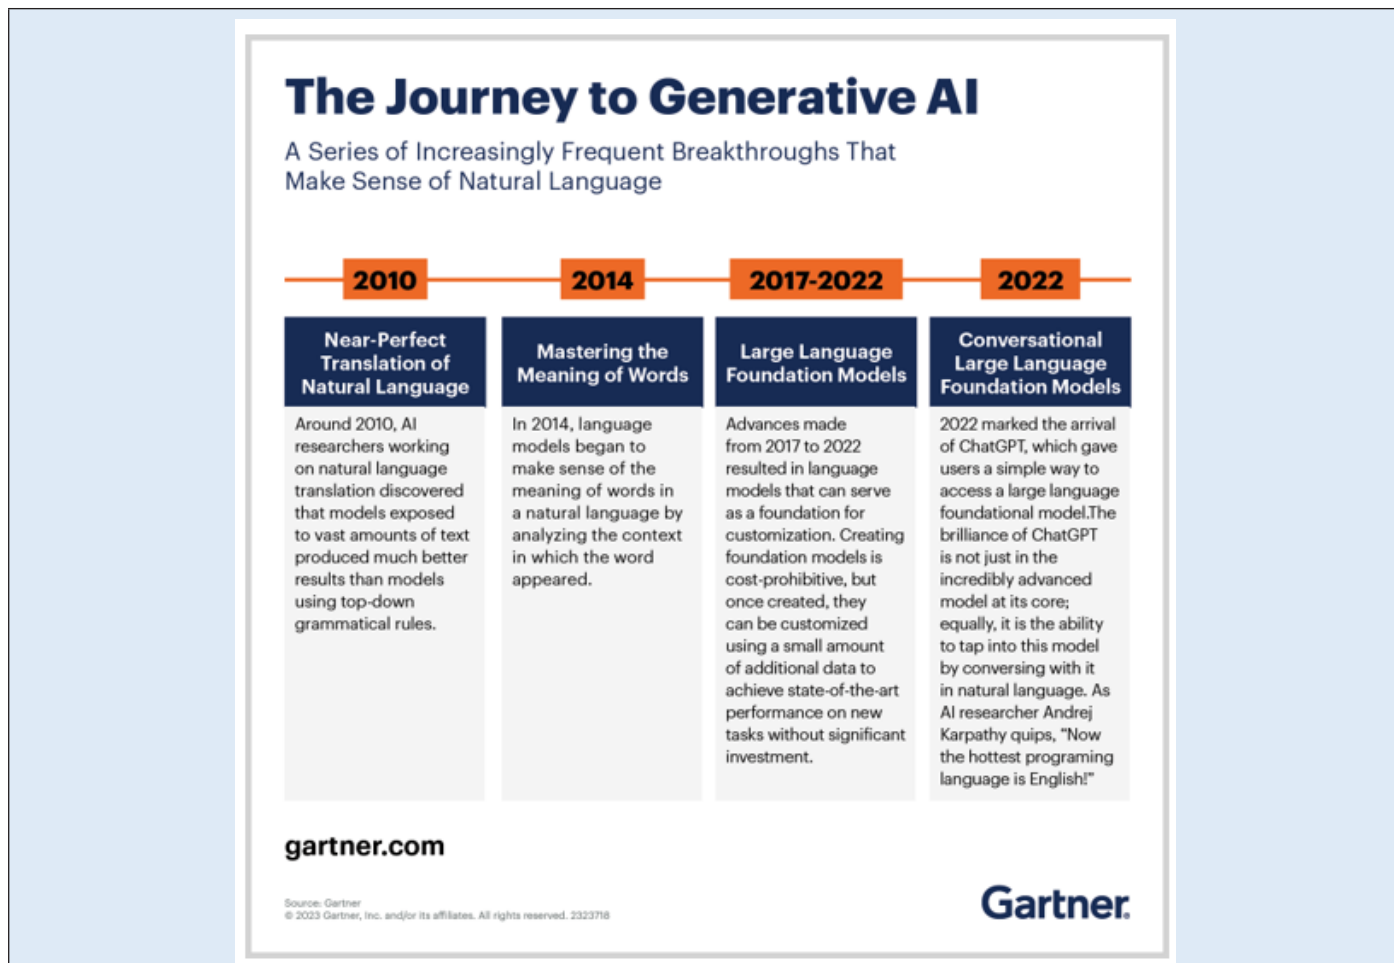 The Journey to Generative AI
A Series of Increasingly Frequent Breakthroughs That
Make Sense of Natural Language
2010
Near-Perfect
Translation of
Natural Language
Around 2010, AI
researchers working
on natural language
translation discovered
that models exposed
to vast amounts of text
produced much better
results than models
using top-down
grammatical rules.
2014
Mastering the
Meaning of Words
In 2014, language
models began to
make sense of the
meaning of words in
a natural language by
analyzing the context
in which the word
appeared.
2017-2022
Large Language
Foundation Models
Advances made
from 2017 to 2022
resulted in language
models that can serve
as a foundation for
customization. Creating
foundation models is
cost-prohibitive, but
once created, they
can be customized
using a small amount
of additional data to
achieve state-of-the-art
performance on new
tasks without significant
investment.
2022
Conversational
Large Language
Foundation Models
2022 marked the arrival
of ChatGPT, which gave
users a simple way to
access a large language
foundational model.The
brilliance of ChatGPT
is not just in the
incredibly advanced
model at its core;
equally, it is the ability
to tap into this model
by conversing with it
in natural language. As
AI researcher Andrej
Karpathy quips, “Now
the hottest programing
language is English!”
gartner.com
Source: Gartner
© 2023 Gartner, Inc. and/or its affiliates. All rights reserved. 2323718
Gartner.